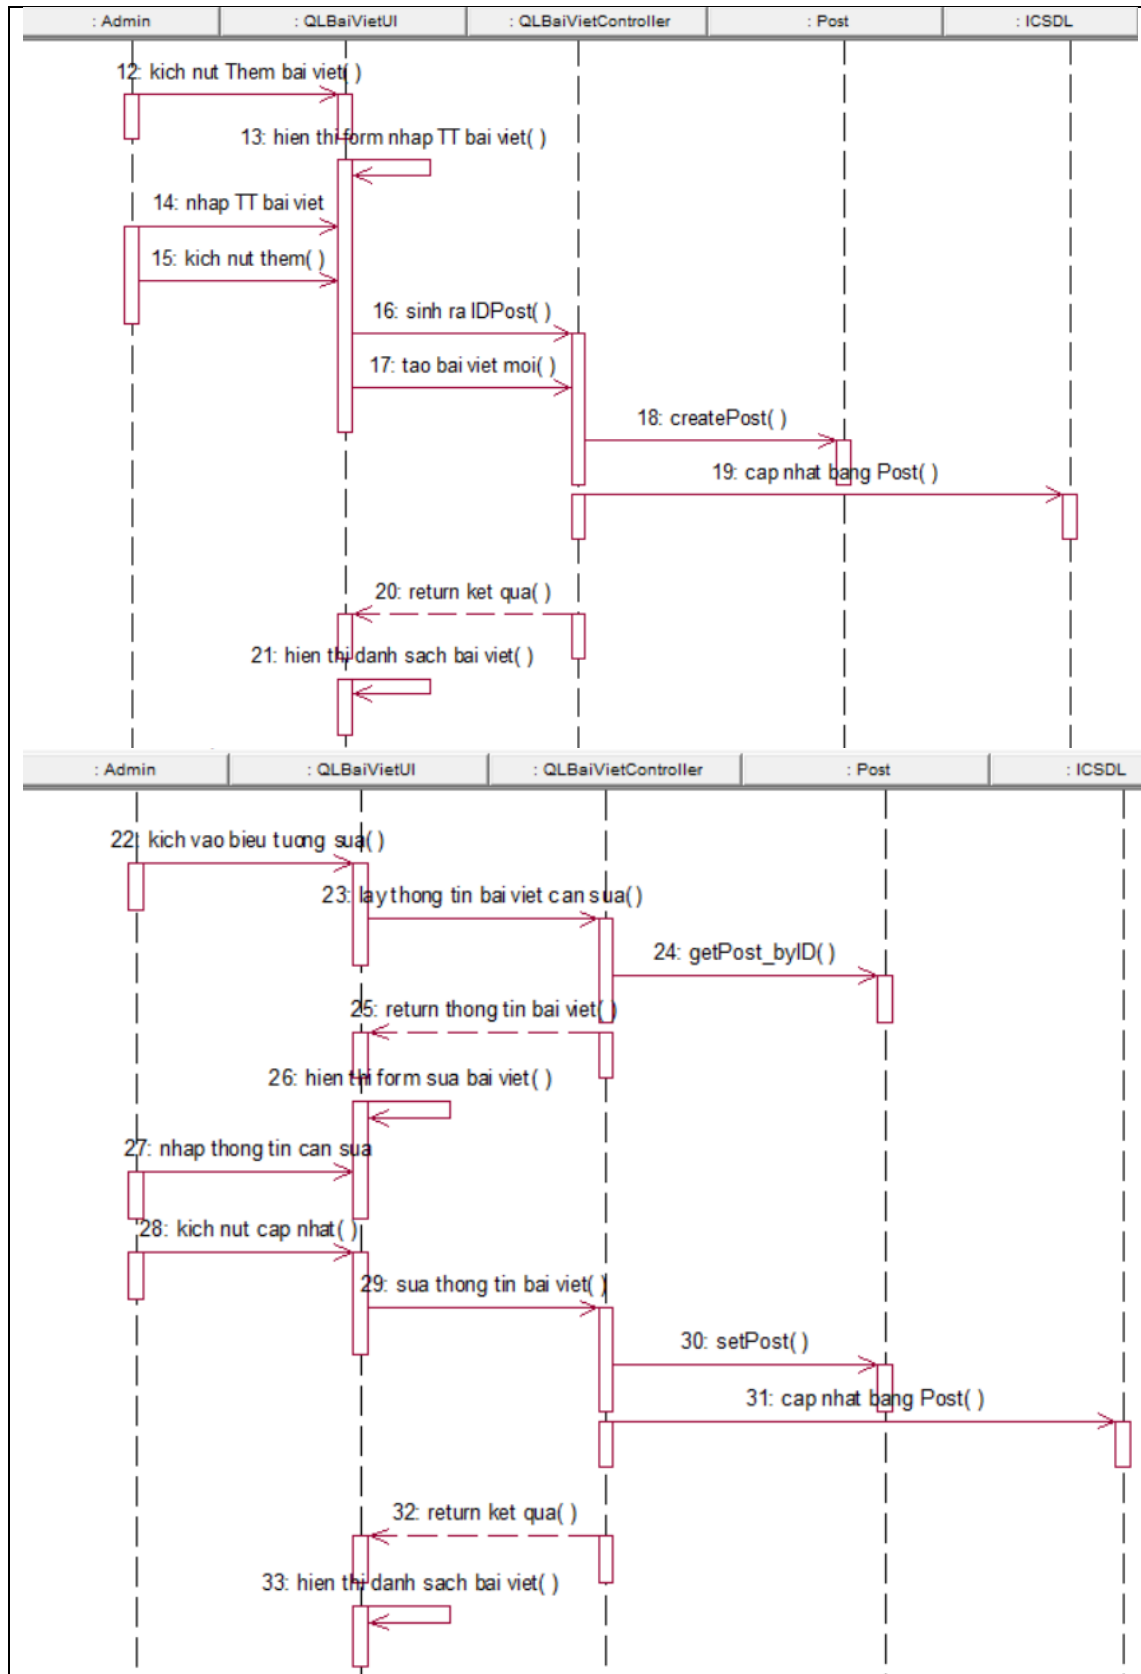 : Admin
: QLBaiVietUI
: QLBaiVietController
: Post
: ICSDL
12: kich nut Them bai viet( )
13: hien thi form nhap TT bai viet( )
14: nhap TT bai viet
15: kich nut them( )
16: sinh ra IDPost( )
17: tao bai viet moi( )
18: createPost( )
19: cap nhat bang Post( )
20: return ket qua( )
21: hien thi danh sach bai viet( )
: Admin
: QLBaiVietUI
: QLBaiVietController
: Post
: ICSDL
22: kich vao bieu tuong sua( )
23: lay thong tin bai viet can sua( )
24: getPost_byID( )
25: return thong tin bai viet( )
26: hien thi form sua bai viet( )
27: nhap thong tin can sua
28: kich nut cap nhat( )
29: sua thong tin bai viet( )
30: setPost( )
31: cap nhat bang Post( )
32: return ket qua( )
33: hien thi danh sach bai viet( )